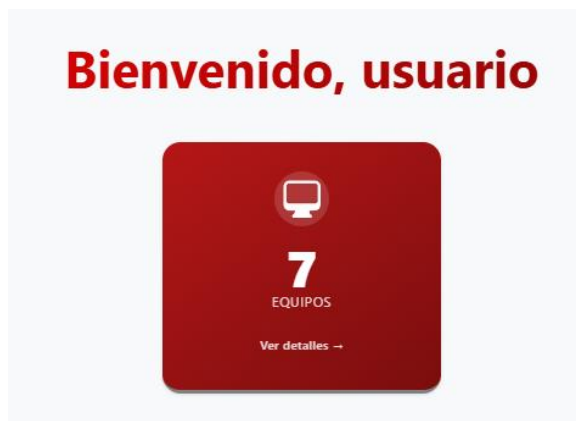 Bienvenido, usuario
7
EQUIPOS
Ver detalles →